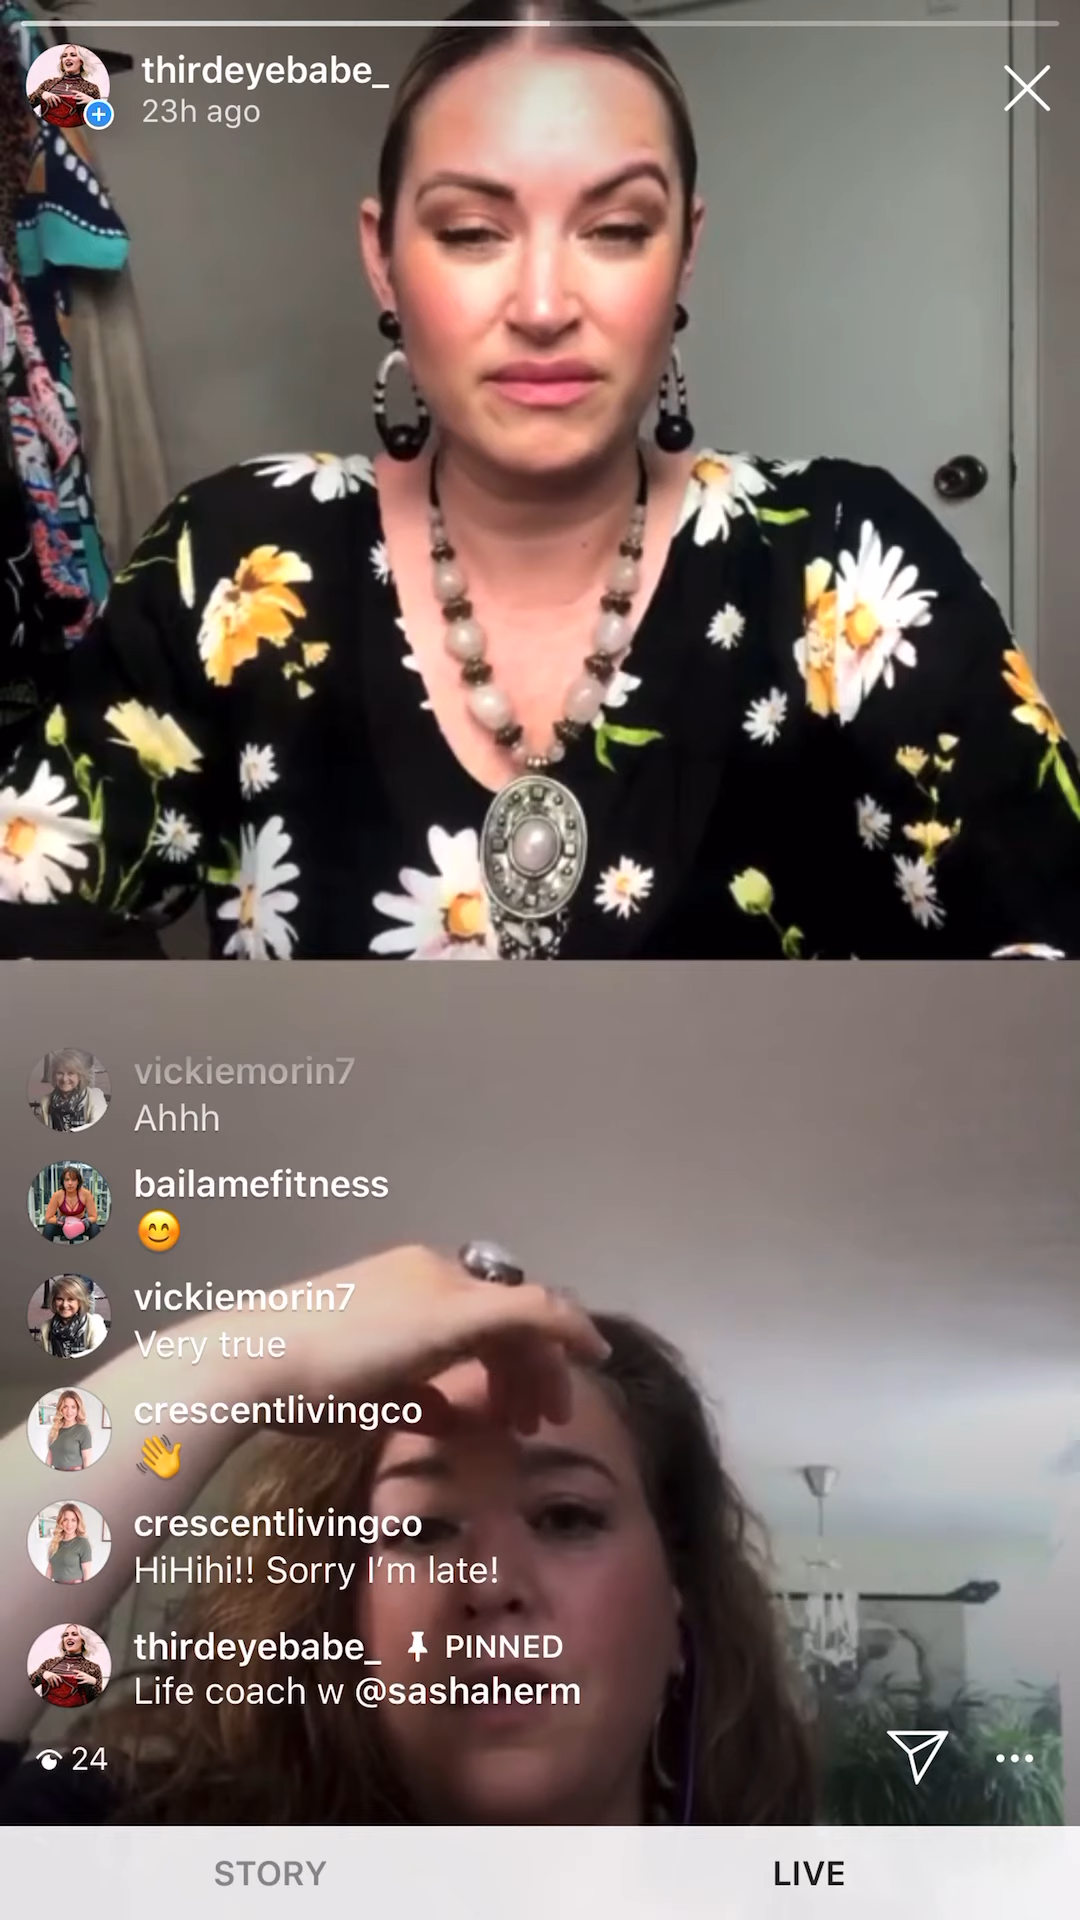 thirdeyebabe_
23h ago
vickiemorin7
Ahhh
bailamefitness
😊
vickiemorin7
Very true
crescentlivingco
👋
crescentlivingco
HiHihi!! Sorry I’m late!
thirdeyebabe_ PINNED
Life coach w @sashaherm
24
STORY LIVE